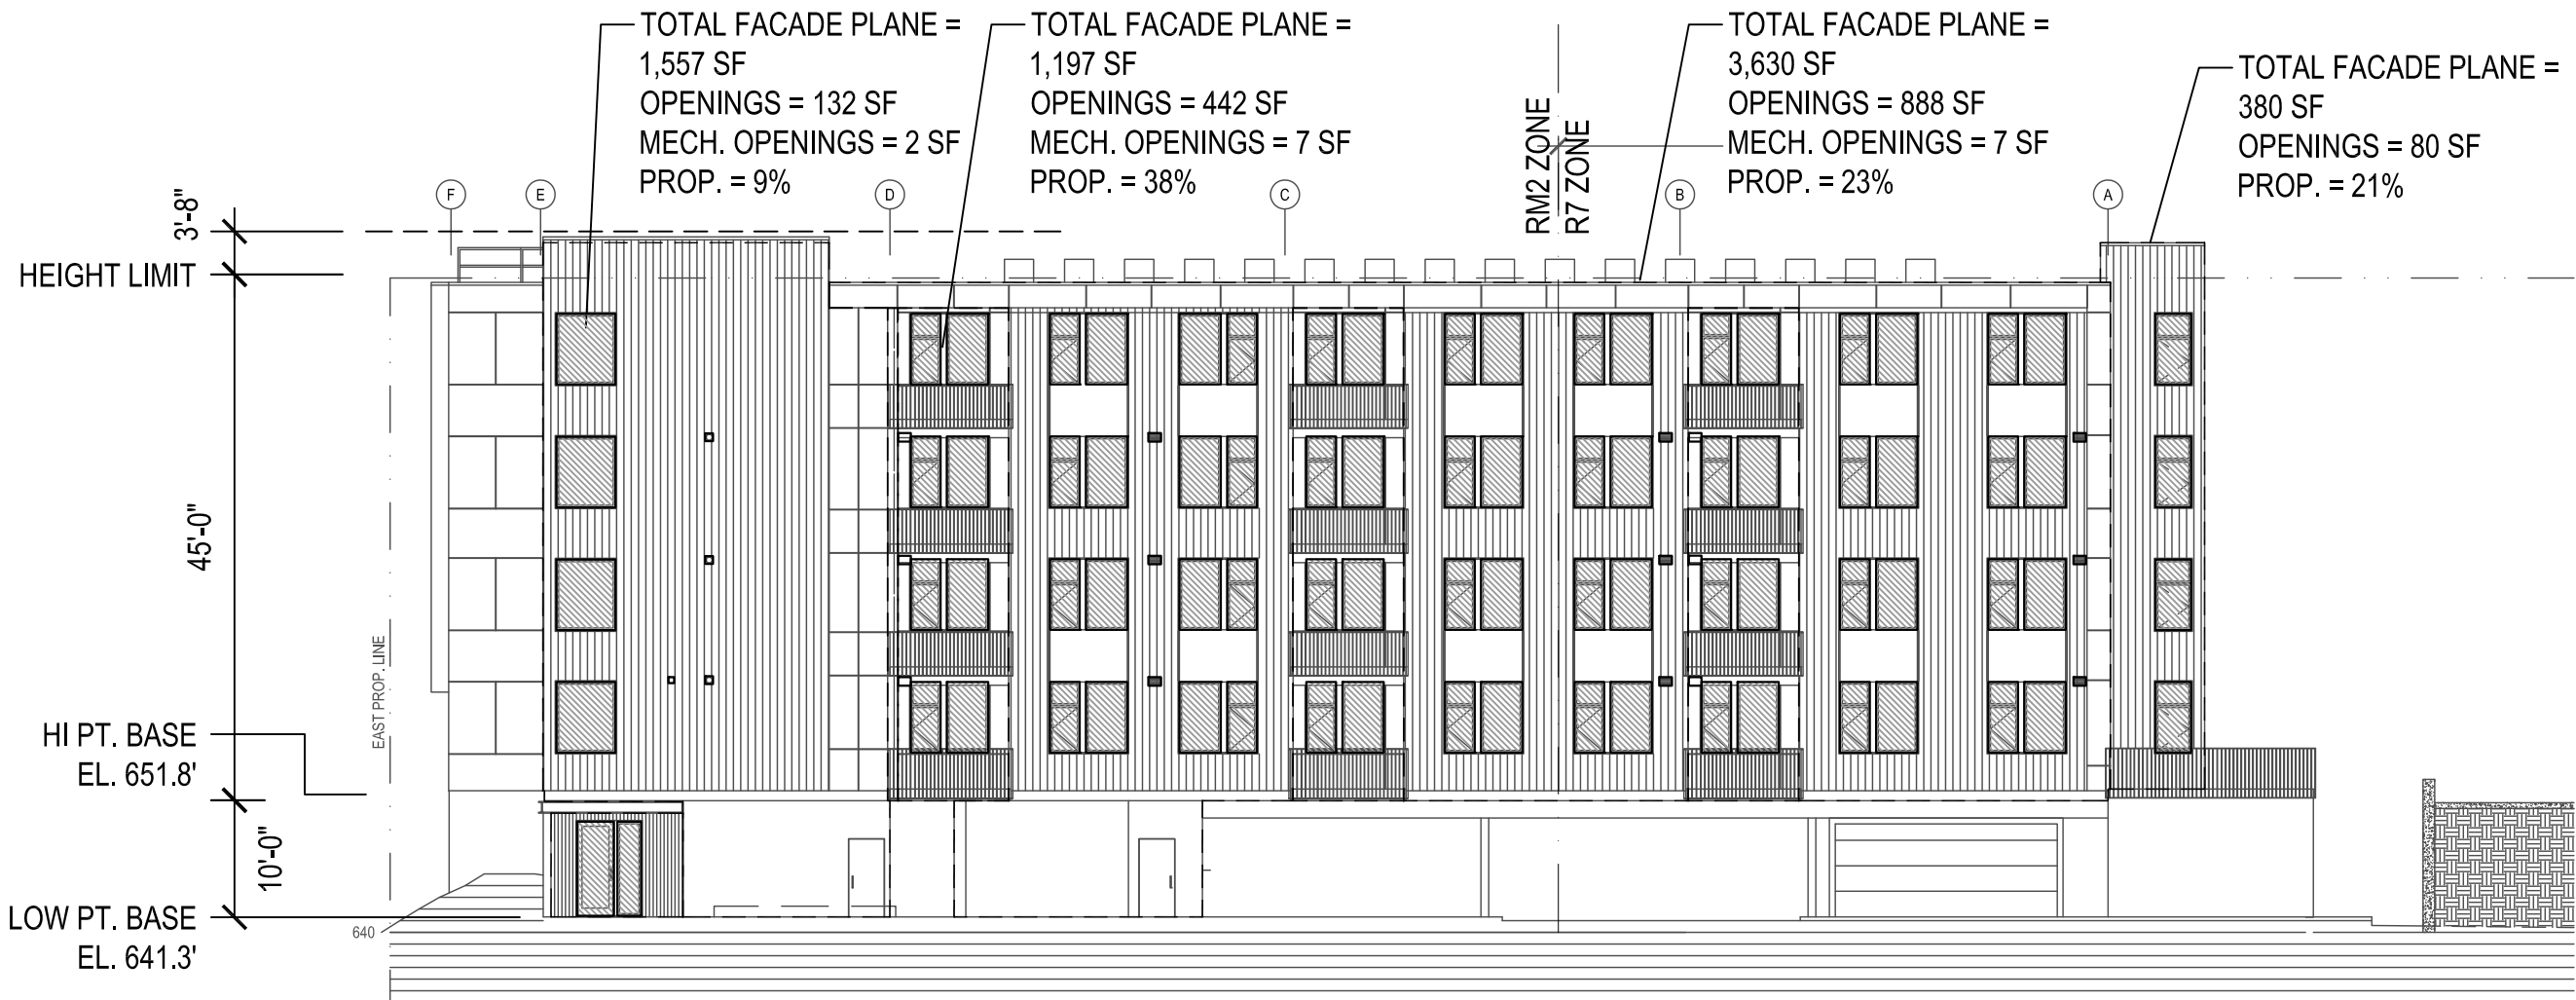 TOTAL FACADE PLANE =
1,557 SF
OPENINGS = 132 SF
MECH. OPENINGS = 2 SF
PROP. = 9%
TOTAL FACADE PLANE =
1,197 SF
OPENINGS = 442 SF
MECH. OPENINGS = 7 SF
PROP. = 38%
TOTAL FACADE PLANE =
3,630 SF
OPENINGS = 888 SF
MECH. OPENINGS = 7 SF
PROP. = 23%
TOTAL FACADE PLANE =
380 SF
OPENINGS = 80 SF
PROP. = 21%
RM2 ZONE
R7 ZONE
F
E
D
C
B
A
3'-8"
HEIGHT LIMIT
45'-0"
EAST PROP. LINE
HI PT. BASE
EL. 651.8'
10'-0"
LOW PT. BASE
EL. 641.3'
640